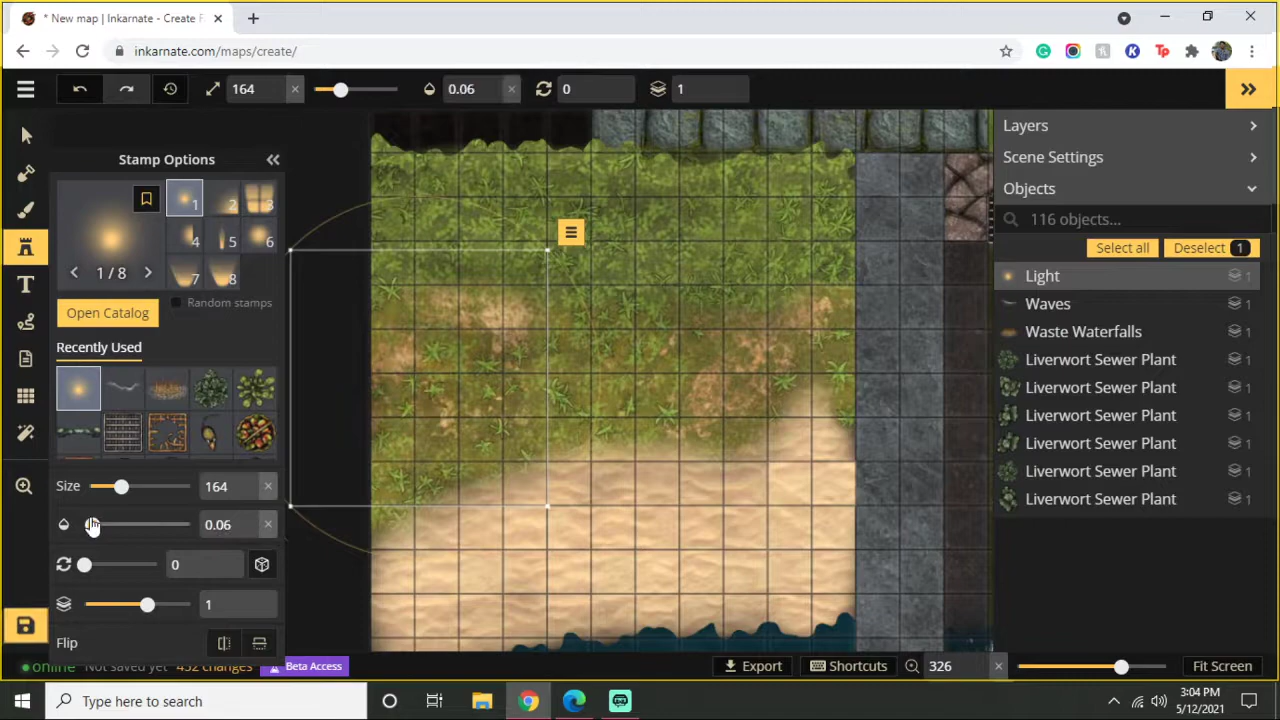 * New map | Inkarnate - Create F
inkarnate.com/maps/create/
164
0.06
0
1
Stamp Options
1
2
3
4
5
6
7
8
1 / 8
Random stamps
Open Catalog
Recently Used
Size
164
0.06
0
1
Flip
Layers
Scene Settings
Objects
116 objects...
Select all
Deselect 1
Light 1
Waves 1
Waste Waterfalls 1
Liverwort Sewer Plant 1
Liverwort Sewer Plant 1
Liverwort Sewer Plant 1
Liverwort Sewer Plant 1
Liverwort Sewer Plant 1
Liverwort Sewer Plant 1
online
Not saved yet
452 changes
Beta Access
Export
Shortcuts
326
Fit Screen
Type here to search
3:04 PM
5/12/2021